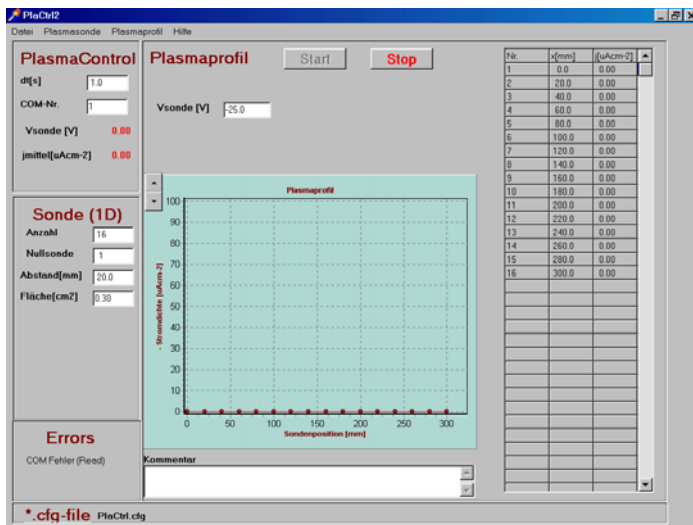 PlaCtrl2
Datei Plasmasonde Plasmaprofil Hilfe
PlasmaControl
dt[s] 1.0
COM-Nr. 1
Vsonde [V] 0.00
jmittel[uAcm-2] 0.00
Sonde (1D)
Anzahl 16
Nullsonde 1
Abstand[mm] 20.0
Fläche[cm2] 0.30
Errors
COM Fehler (Read)
Plasmaprofil Start Stop
Vsonde [V] -25.0
Plasmaprofil
100
90
80
70
60
50
40
30
20
10
0
- Stromdichte [uAcm-2]
0 50 100 150 200 250 300
Sondenposition [mm]
Kommentar
Nr. x[mm] j[uAcm-2]
1 0.0 0.00
2 20.0 0.00
3 40.0 0.00
4 60.0 0.00
5 80.0 0.00
6 100.0 0.00
7 120.0 0.00
8 140.0 0.00
9 160.0 0.00
10 180.0 0.00
11 200.0 0.00
12 220.0 0.00
13 240.0 0.00
14 260.0 0.00
15 280.0 0.00
16 300.0 0.00
*.cfg-file PlaCtrl.cfg